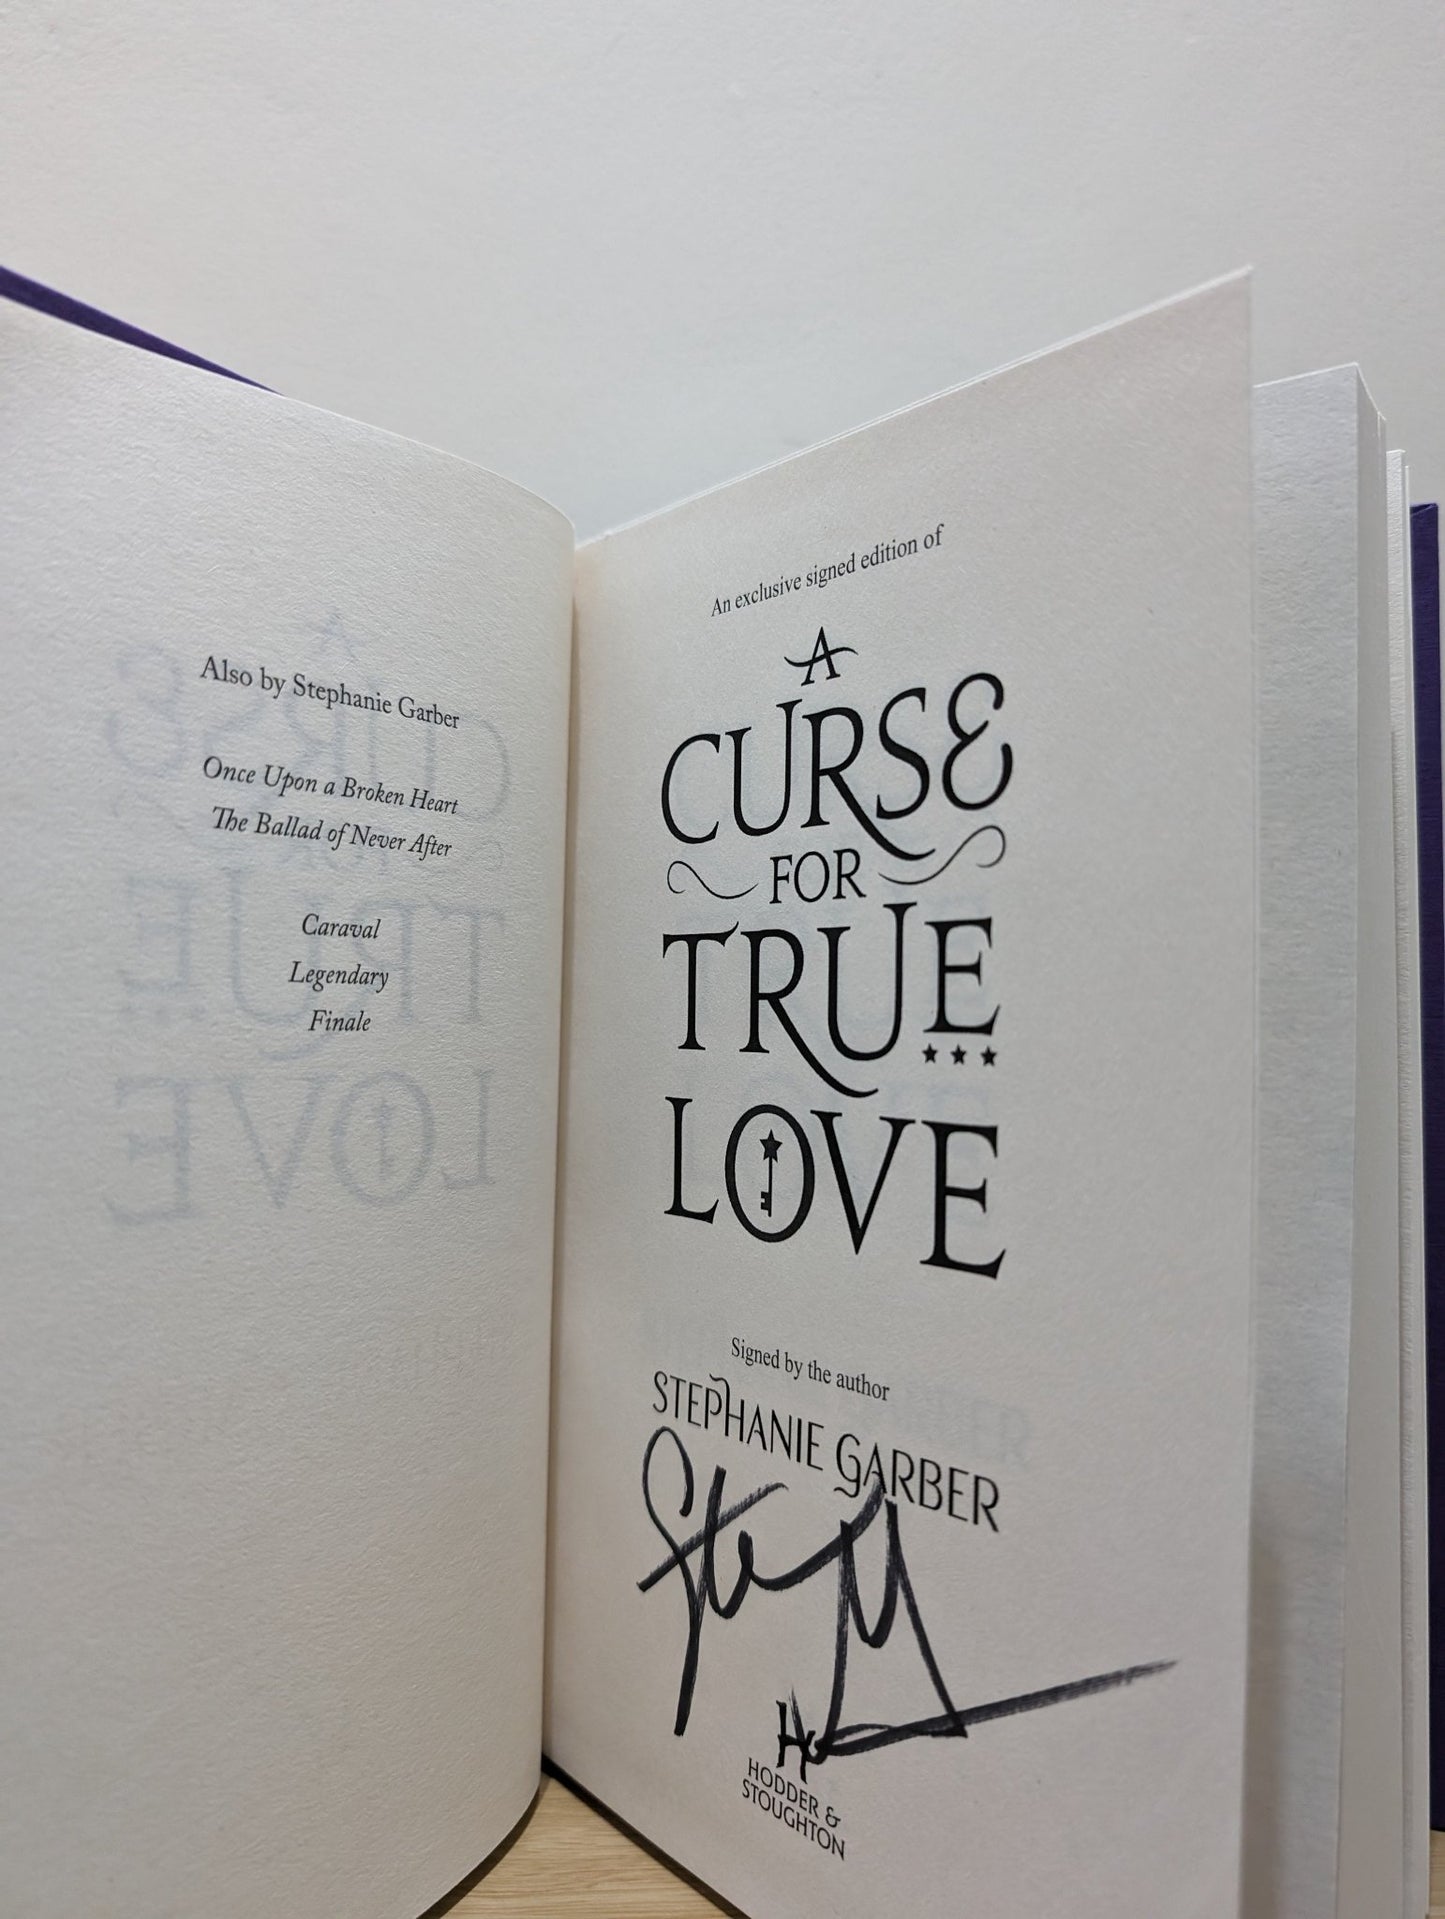 Also by Stephanie Garber
Once Upon a Broken Heart
The Ballad of Never After
Caraval
Legendary
Finale
An exclusive signed edition of
A
CURSE
FOR
TRUE
LOVE
Signed by the author
STEPHANIE GARBER
HODDER &
STOUGHTON